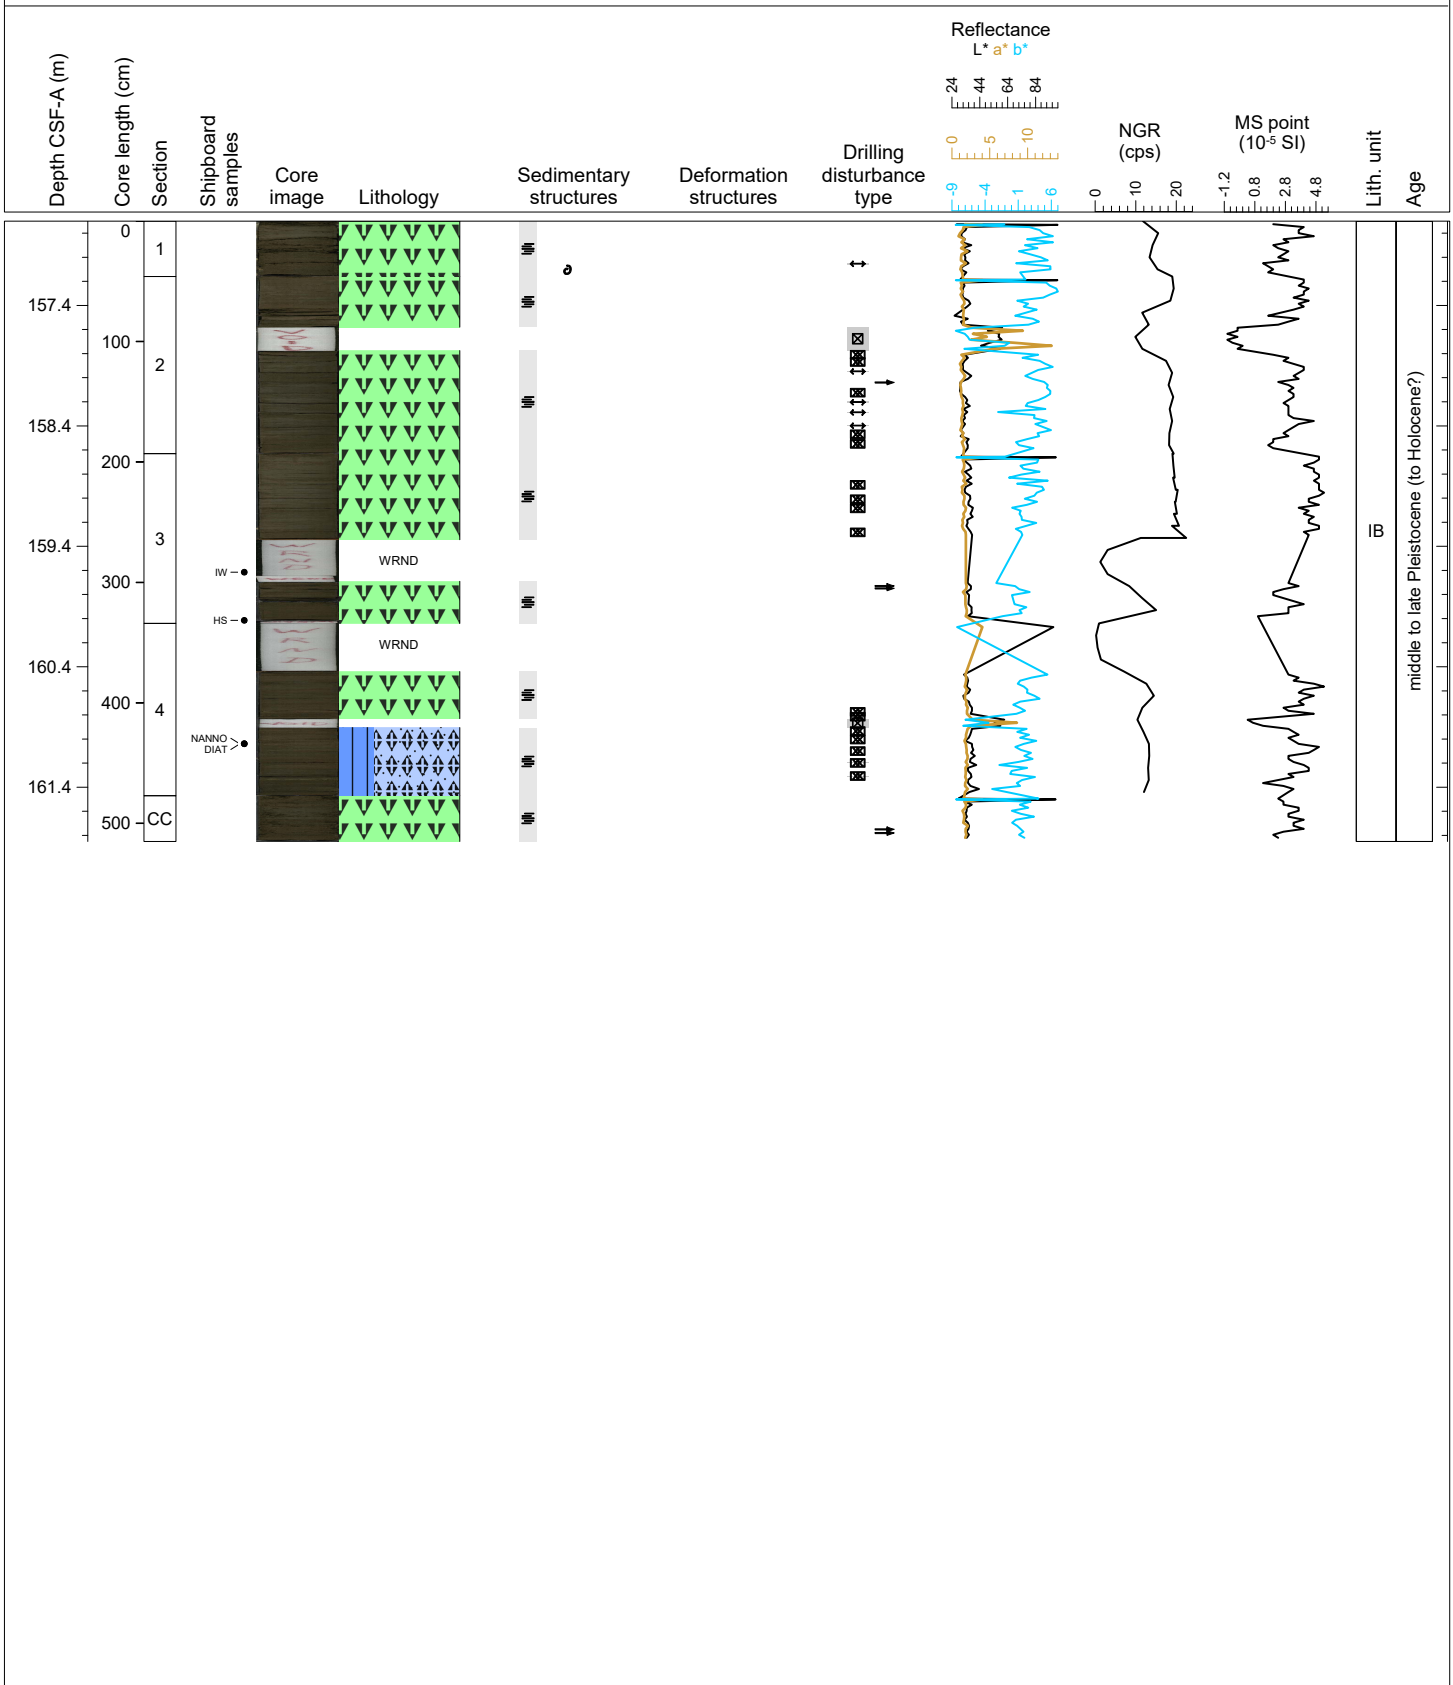 Reflectance
L* a* b*
24 44 64 84
0 5 10
-9 -4 1 6
Depth CSF-A (m)
Core length (cm)
Section
Shipboard
samples
Core
image
Lithology
Sedimentary
structures
Deformation
structures
Drilling
disturbance
type
NGR
(cps)
0 10 20
MS point
(10⁻⁵ SI)
-1.2 0.8 2.8 4.8
Lith. unit
Age
0
1
157.4
100
2
158.4
200
3
159.4
WRND
IW
300
HS
WRND
160.4
400
4
NANNO
DIAT
161.4
500
CC
IB
middle to late Pleistocene (to Holocene?)